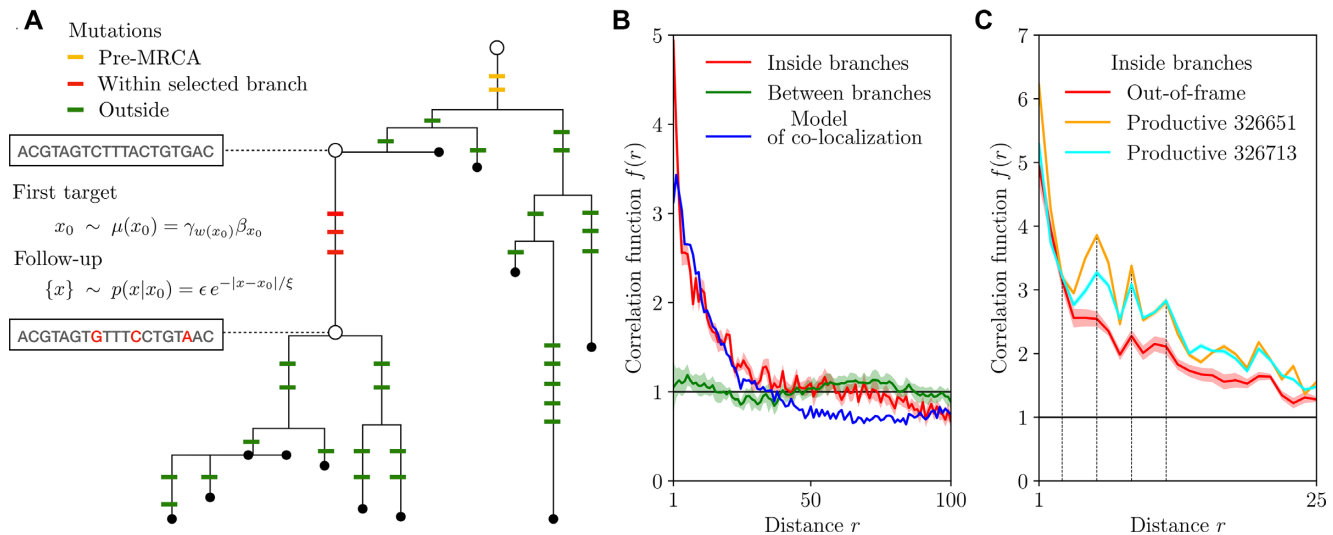 A
Mutations
Pre-MRCA
Within selected branch
Outside
ACGTAGTCTTTACTGTGAC
First target
x₀ ∼ μ(x₀) = γ_{w(x₀)}β_{x₀}
Follow-up
{x} ∼ p(x|x₀) = ϵ e^{−|x−x₀|/ξ}
ACGTAGTGTTTCCTGTAAC
B
Correlation function f(r)
5
4
3
2
1
0
Inside branches
Between branches
Model
of co-localization
1
50
100
Distance r
C
Correlation function f(r)
7
6
5
4
3
2
1
0
Inside branches
Out-of-frame
Productive 326651
Productive 326713
1
25
Distance r